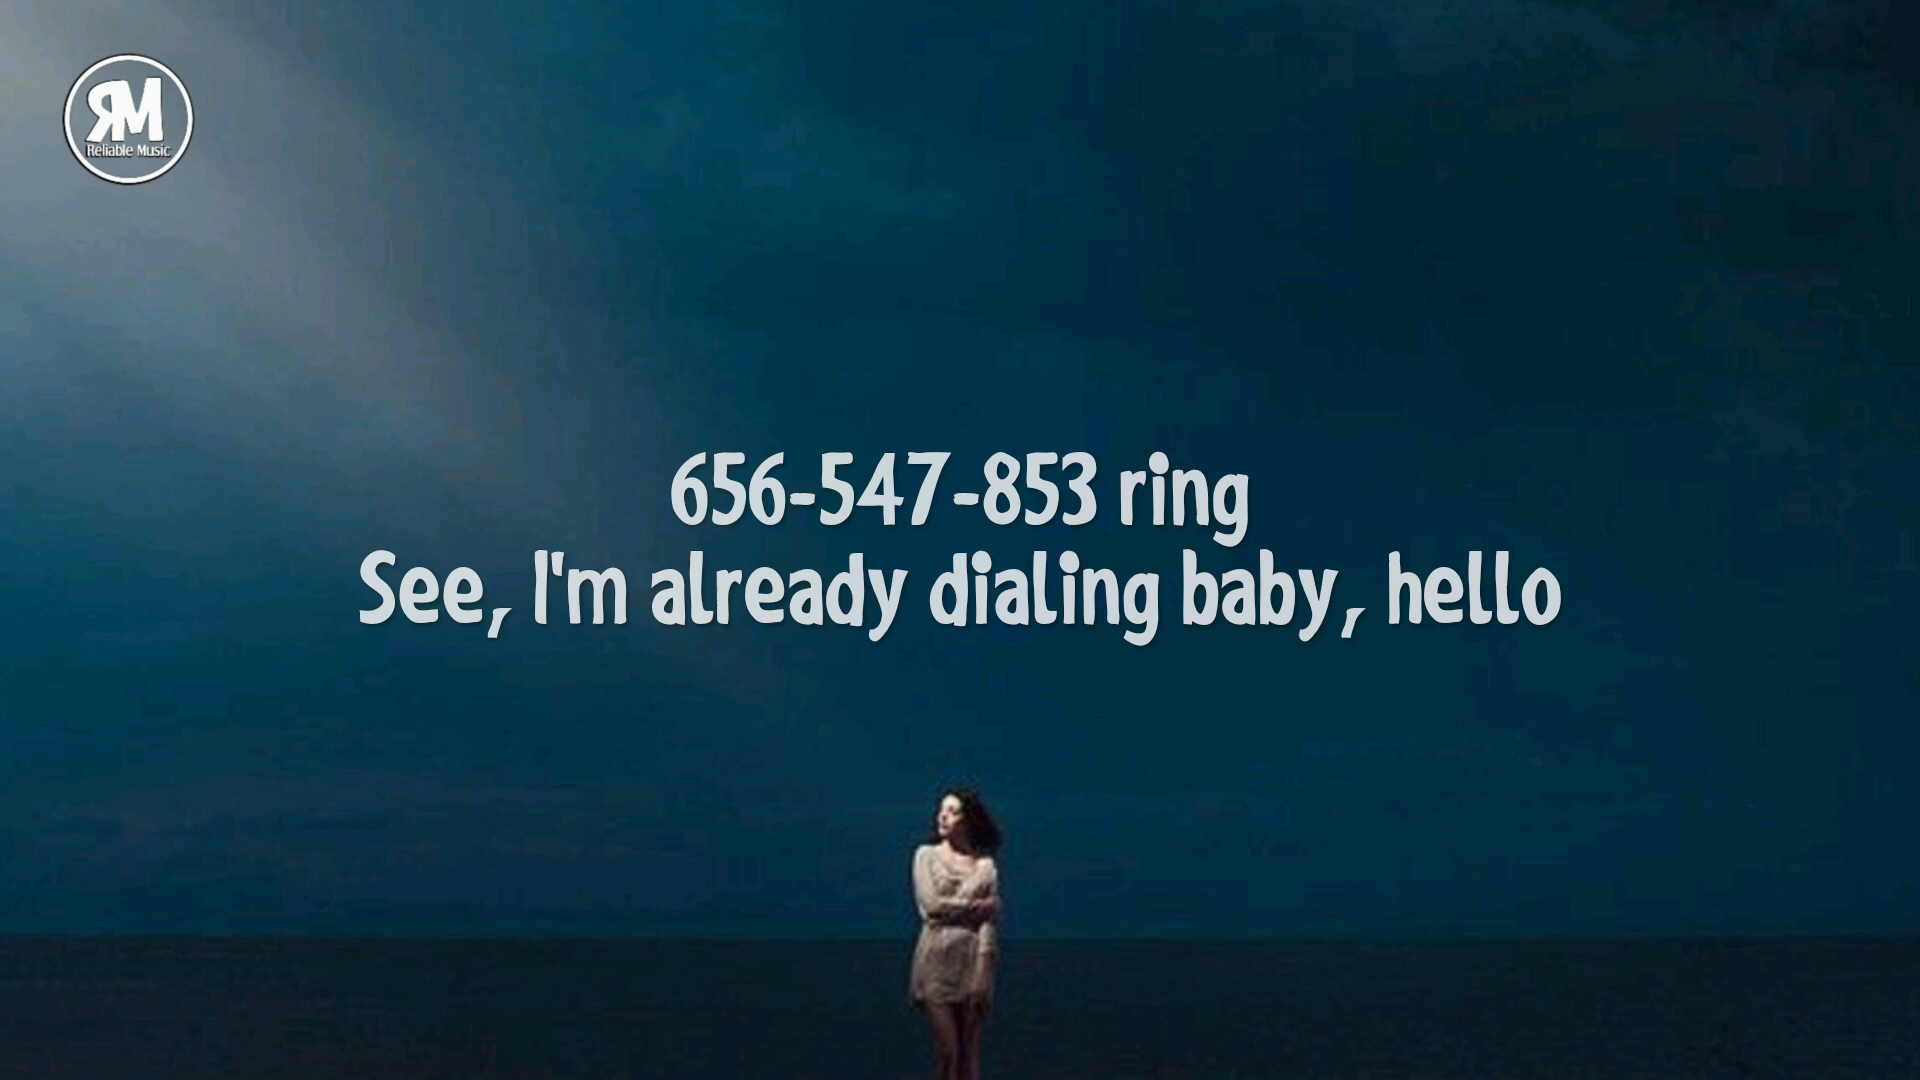 RM
Reliable Music
656-547-853 ring
See, I'm already dialing baby, hello